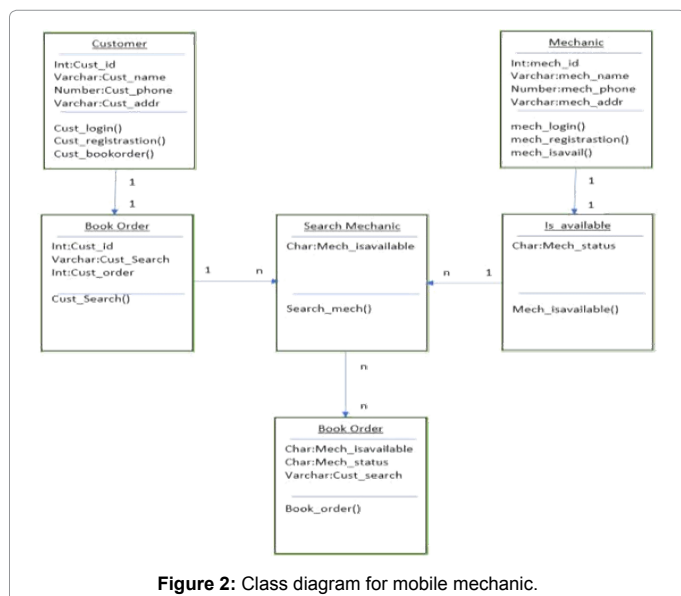 Customer
Int:Cust_id
Varchar:Cust_name
Number:Cust_phone
Varchar:Cust_addr
Cust_login()
Cust_registrastion()
Cust_bookorder()
Mechanic
Int:mech_id
Varchar:mech_name
Number:mech_phone
Varchar:mech_addr
mech_login()
mech_registrastion()
mech_isavail()
1
1
1
1
Book Order
Int:Cust_id
Varchar:Cust_Search
Int:Cust_order
Cust_Search()
1 n
Search Mechanic
Char:Mech_isavailable
Search_mech()
n 1
Is_available
Char:Mech_status
Mech_isavailable()
n
n
Book Order
Char:Mech_isavailable
Char:Mech_status
Varchar:Cust_search
Book_order()
Figure 2: Class diagram for mobile mechanic.